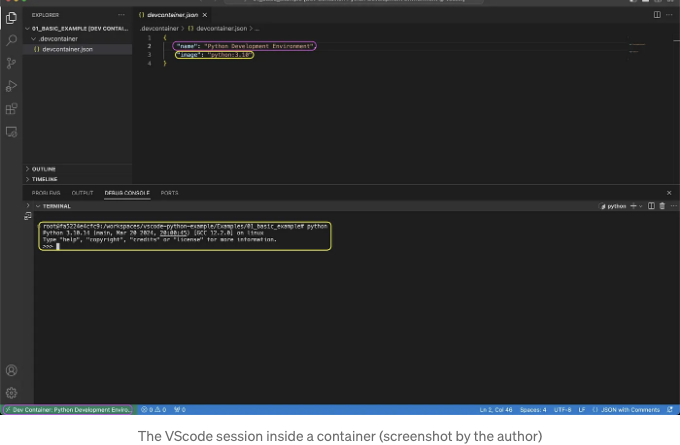 EXPLORER
devcontainer.json
01_BASIC_EXAMPLE [DEV CONTAI...
.devcontainer > devcontainer.json > ...
.devcontainer
devcontainer.json
1 {
2 "name": "Python Development Environment",
3 "image": "python:3.10"
4 }
OUTLINE
TIMELINE
PROBLEMS OUTPUT DEBUG CONSOLE PORTS
TERMINAL
python
root@fa5224e4cfc9:/workspaces/vscode-python-example/Examples/01_basic_example# python
Python 3.10.14 (main, Mar 20 2024, 20:00:45) [GCC 12.2.0] on linux
Type "help", "copyright", "credits" or "license" for more information.
>>>
Dev Container: Python Development Enviro... 0 0 0 Ln 2, Col 46 Spaces: 4 UTF-8 LF {} JSON with Comments
The VScode session inside a container (screenshot by the author)